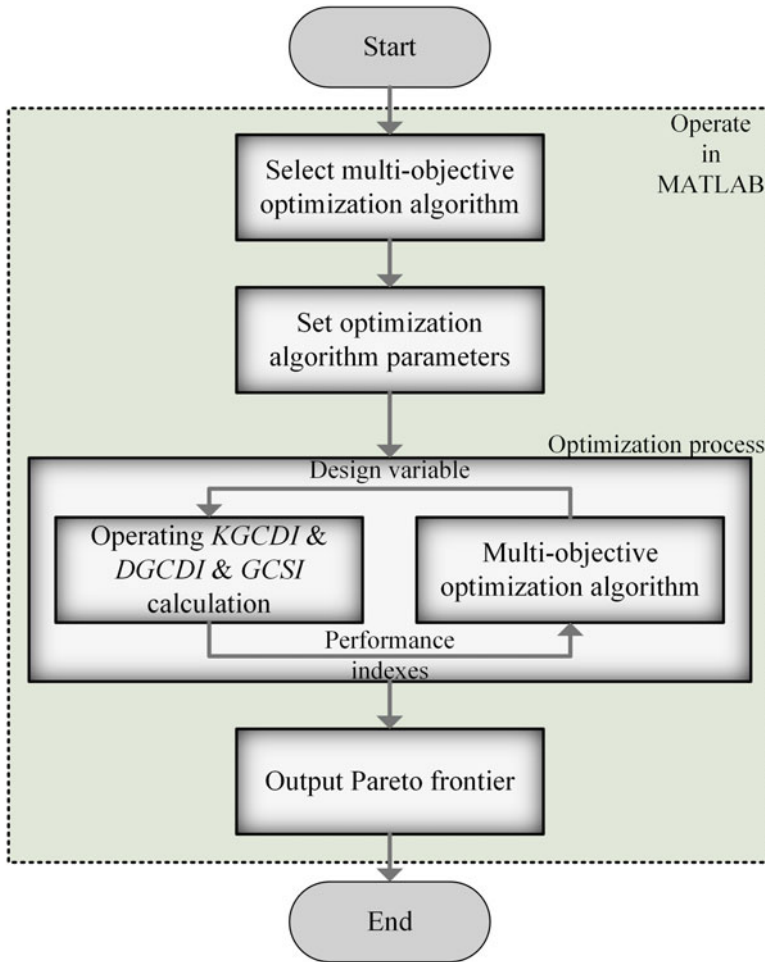 Start
Operate
in
MATLAB
Select multi-objective
optimization algorithm
Set optimization
algorithm parameters
Optimization process
Design variable
Operating KGCDI &
DGCDI & GCSI
calculation
Multi-objective
optimization algorithm
Performance
indexes
Output Pareto frontier
End